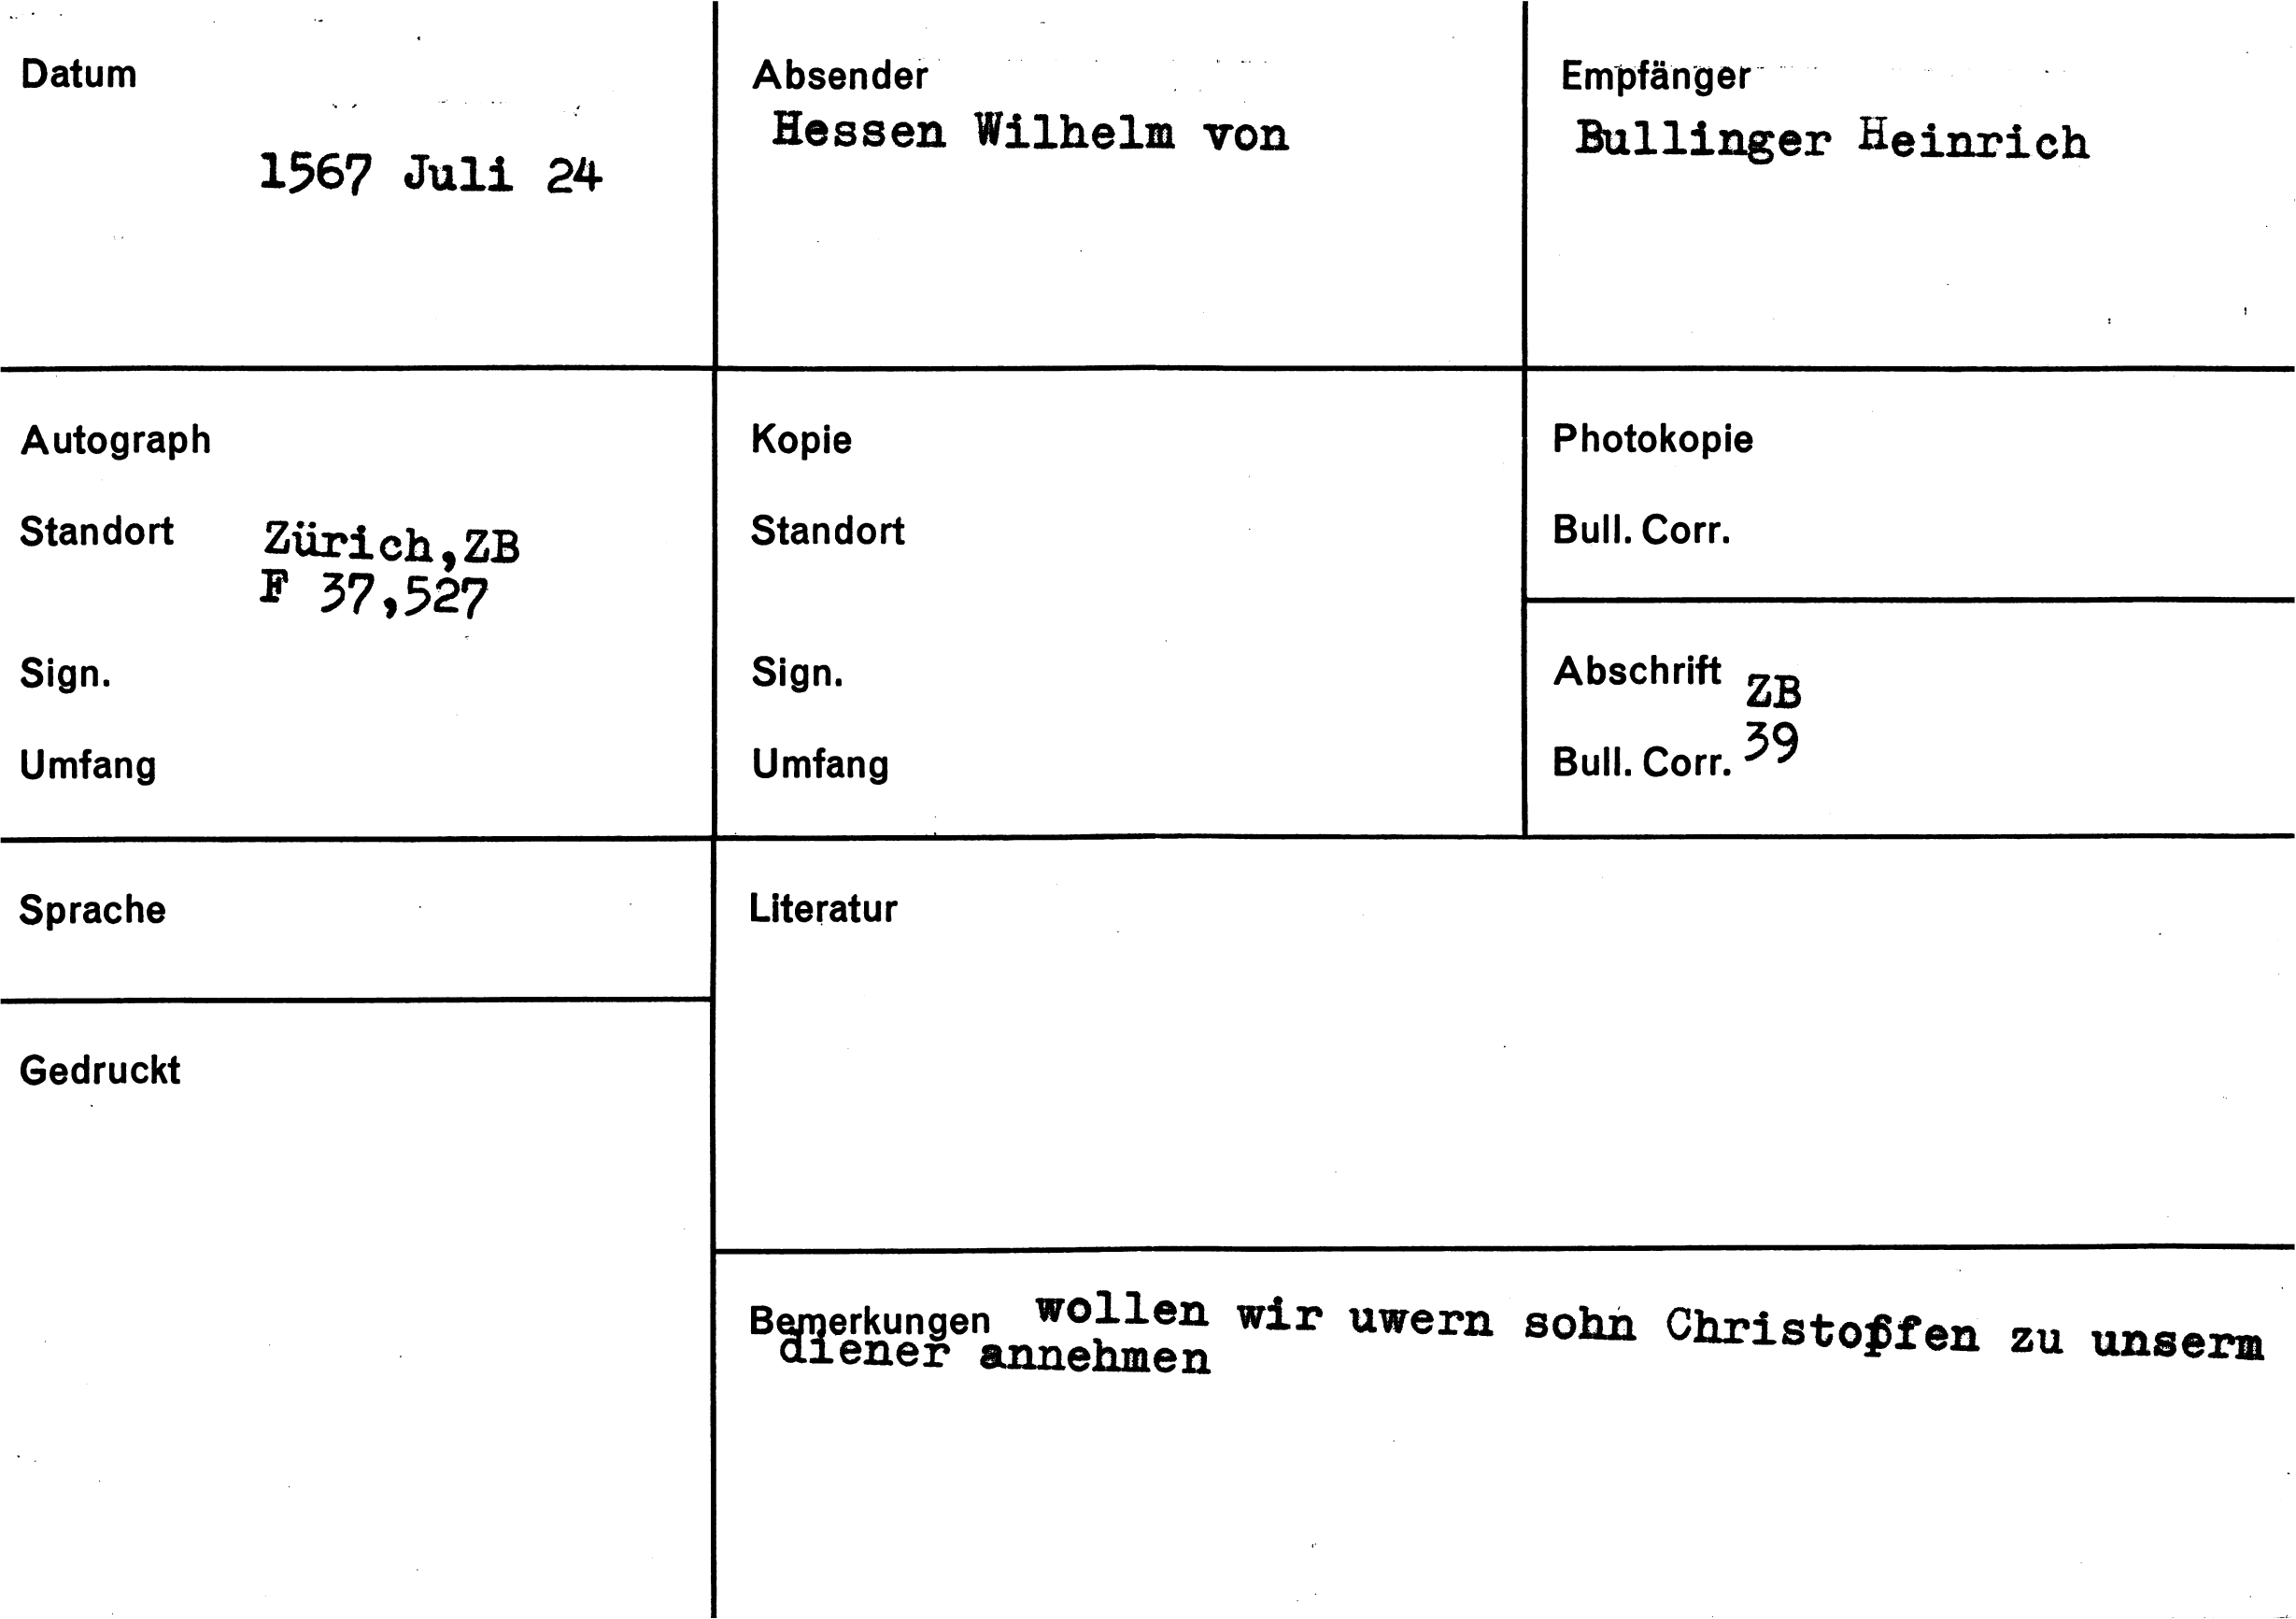 Datum
1567 Juli 24
Absender
Hessen Wilhelm von
Empfänger
Bullinger Heinrich
Autograph
Standort Zürich,ZB
F 37,527
Sign.
Umfang
Kopie
Standort
Sign.
Umfang
Photokopie
Bull. Corr.
Abschrift ZB
Bull. Corr. 39
Sprache
Gedruckt
Literatur
Bemerkungen wollen wir uwern sohn Christoffen zu unserm
diener annehmen